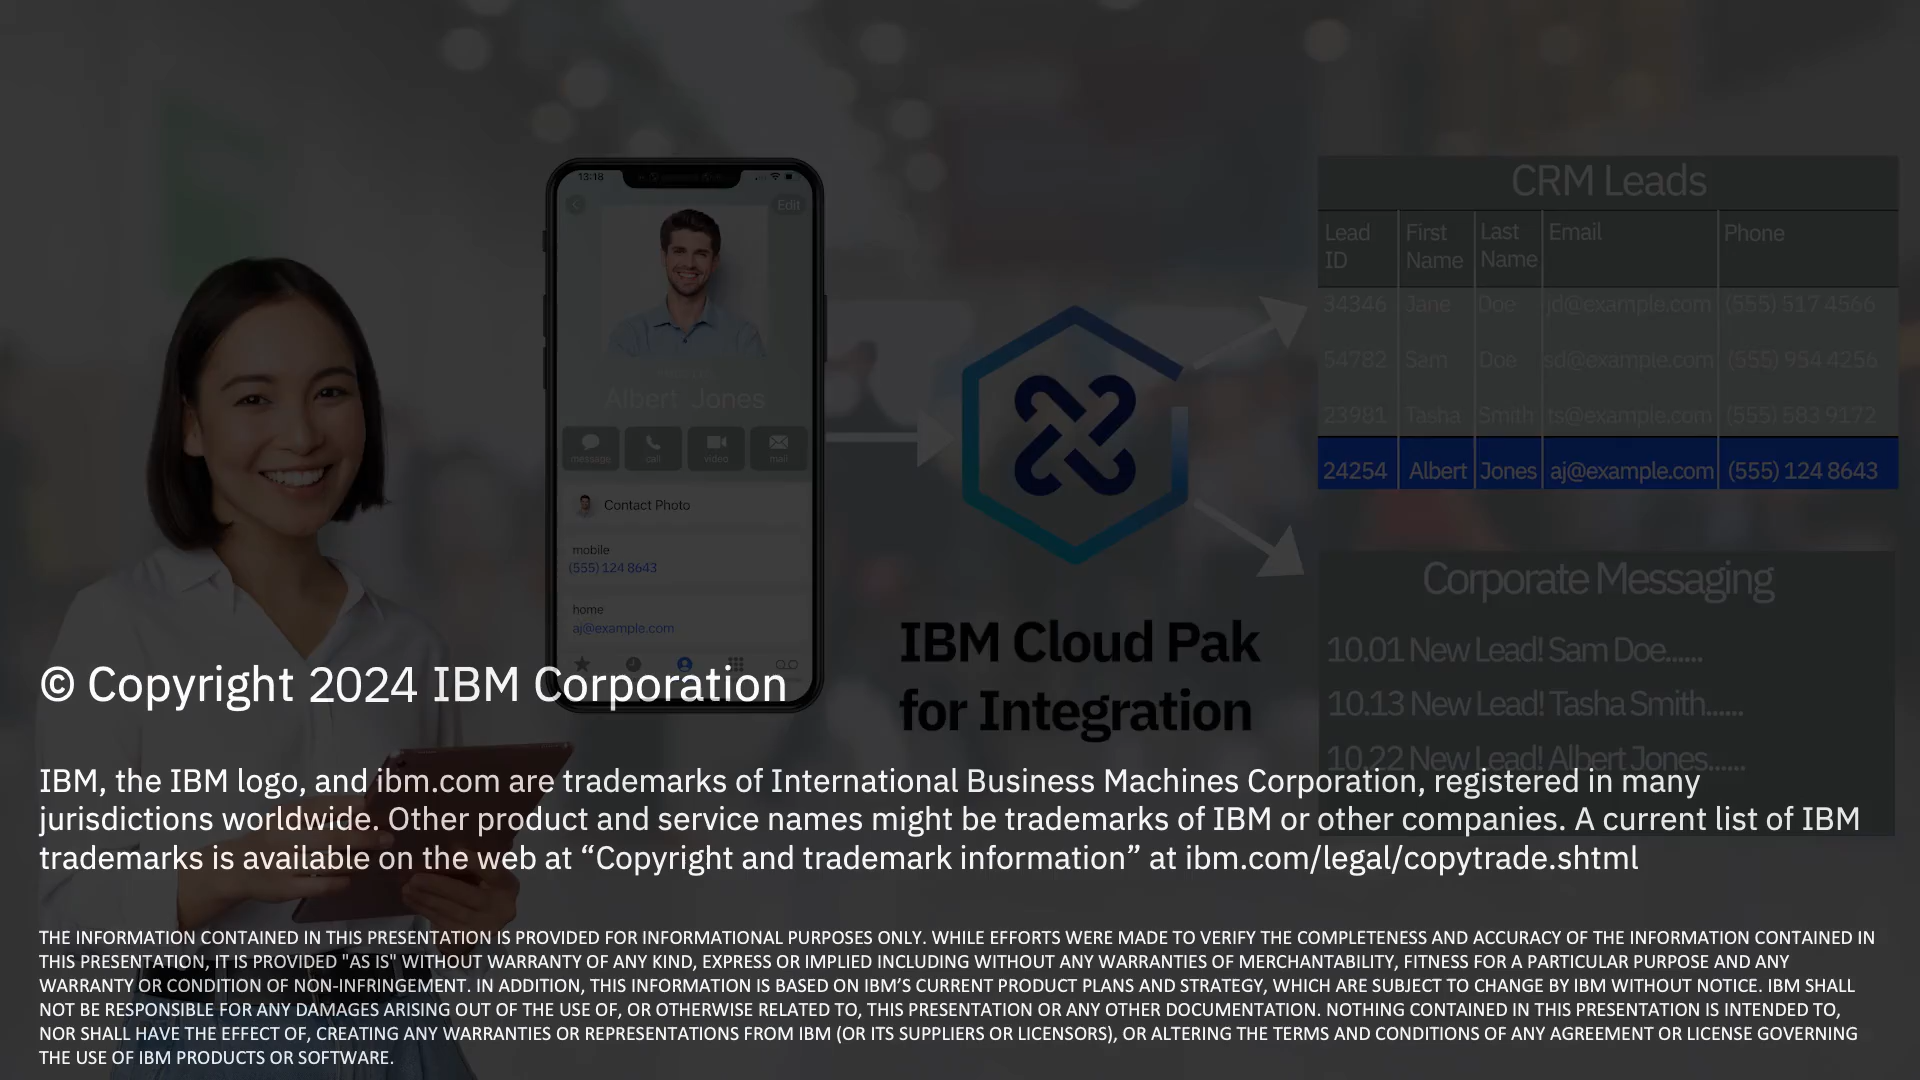 13:18
Edit
Albert Jones
message
call
video
mail
Contact Photo
mobile
(555) 124 8643
home
aj@example.com
IBM Cloud Pak
for Integration
CRM Leads
Lead ID
First Name
Last Name
Email
Phone
34346 Jane Doe jd@example.com (555) 517 4566
54782 Sam Doe sd@example.com (555) 954 4256
23981 Tasha Smith ts@example.com (555) 583 9172
24254 Albert Jones aj@example.com (555) 124 8643
Corporate Messaging
10.01 New Lead! Sam Doe......
10.13 New Lead! Tasha Smith......
10.22 New Lead! Albert Jones......
© Copyright 2024 IBM Corporation
IBM, the IBM logo, and ibm.com are trademarks of International Business Machines Corporation, registered in many
jurisdictions worldwide. Other product and service names might be trademarks of IBM or other companies. A current list of IBM
trademarks is available on the web at “Copyright and trademark information” at ibm.com/legal/copytrade.shtml
THE INFORMATION CONTAINED IN THIS PRESENTATION IS PROVIDED FOR INFORMATIONAL PURPOSES ONLY. WHILE EFFORTS WERE MADE TO VERIFY THE COMPLETENESS AND ACCURACY OF THE INFORMATION CONTAINED IN
THIS PRESENTATION, IT IS PROVIDED "AS IS" WITHOUT WARRANTY OF ANY KIND, EXPRESS OR IMPLIED INCLUDING WITHOUT ANY WARRANTIES OF MERCHANTABILITY, FITNESS FOR A PARTICULAR PURPOSE AND ANY
WARRANTY OR CONDITION OF NON-INFRINGEMENT. IN ADDITION, THIS INFORMATION IS BASED ON IBM’S CURRENT PRODUCT PLANS AND STRATEGY, WHICH ARE SUBJECT TO CHANGE BY IBM WITHOUT NOTICE. IBM SHALL
NOT BE RESPONSIBLE FOR ANY DAMAGES ARISING OUT OF THE USE OF, OR OTHERWISE RELATED TO, THIS PRESENTATION OR ANY OTHER DOCUMENTATION. NOTHING CONTAINED IN THIS PRESENTATION IS INTENDED TO,
NOR SHALL HAVE THE EFFECT OF, CREATING ANY WARRANTIES OR REPRESENTATIONS FROM IBM (OR ITS SUPPLIERS OR LICENSORS), OR ALTERING THE TERMS AND CONDITIONS OF ANY AGREEMENT OR LICENSE GOVERNING
THE USE OF IBM PRODUCTS OR SOFTWARE.